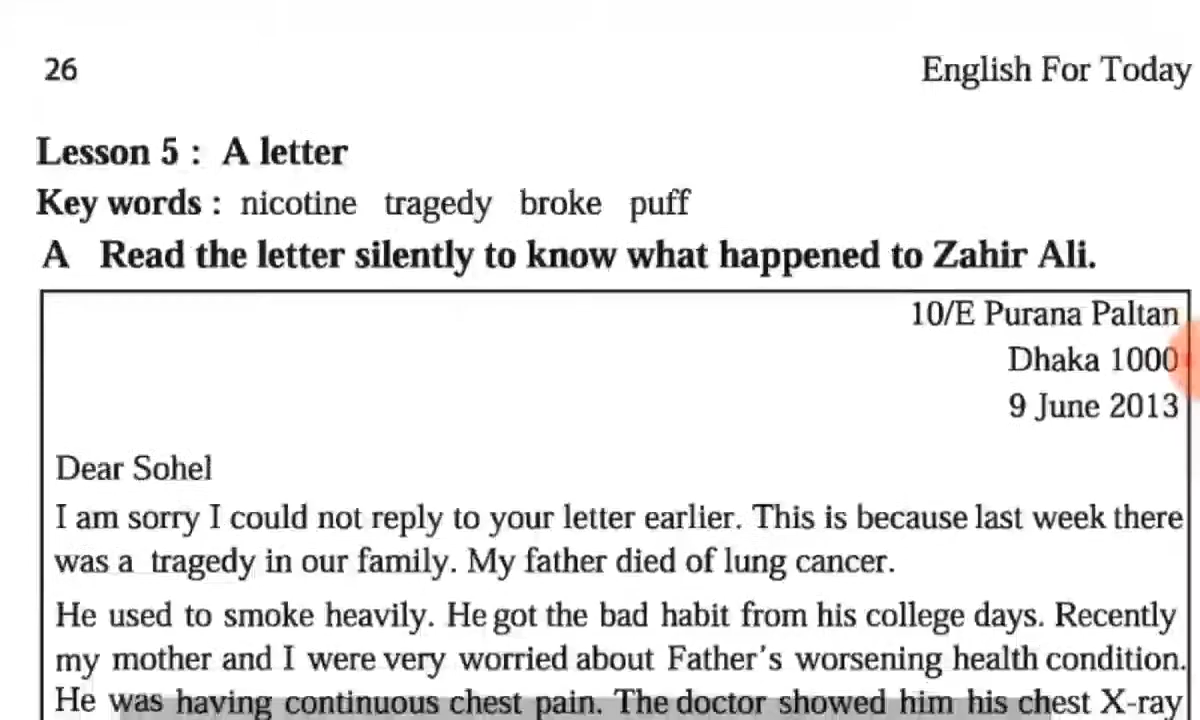 26 English For Today
Lesson 5 : A letter
Key words : nicotine tragedy broke puff
A Read the letter silently to know what happened to Zahir Ali.
10/E Purana Paltan
Dhaka 1000
9 June 2013
Dear Sohel
I am sorry I could not reply to your letter earlier. This is because last week there
was a tragedy in our family. My father died of lung cancer.
He used to smoke heavily. He got the bad habit from his college days. Recently
my mother and I were very worried about Father's worsening health condition.
He was having continuous chest pain. The doctor showed him his chest X-ray